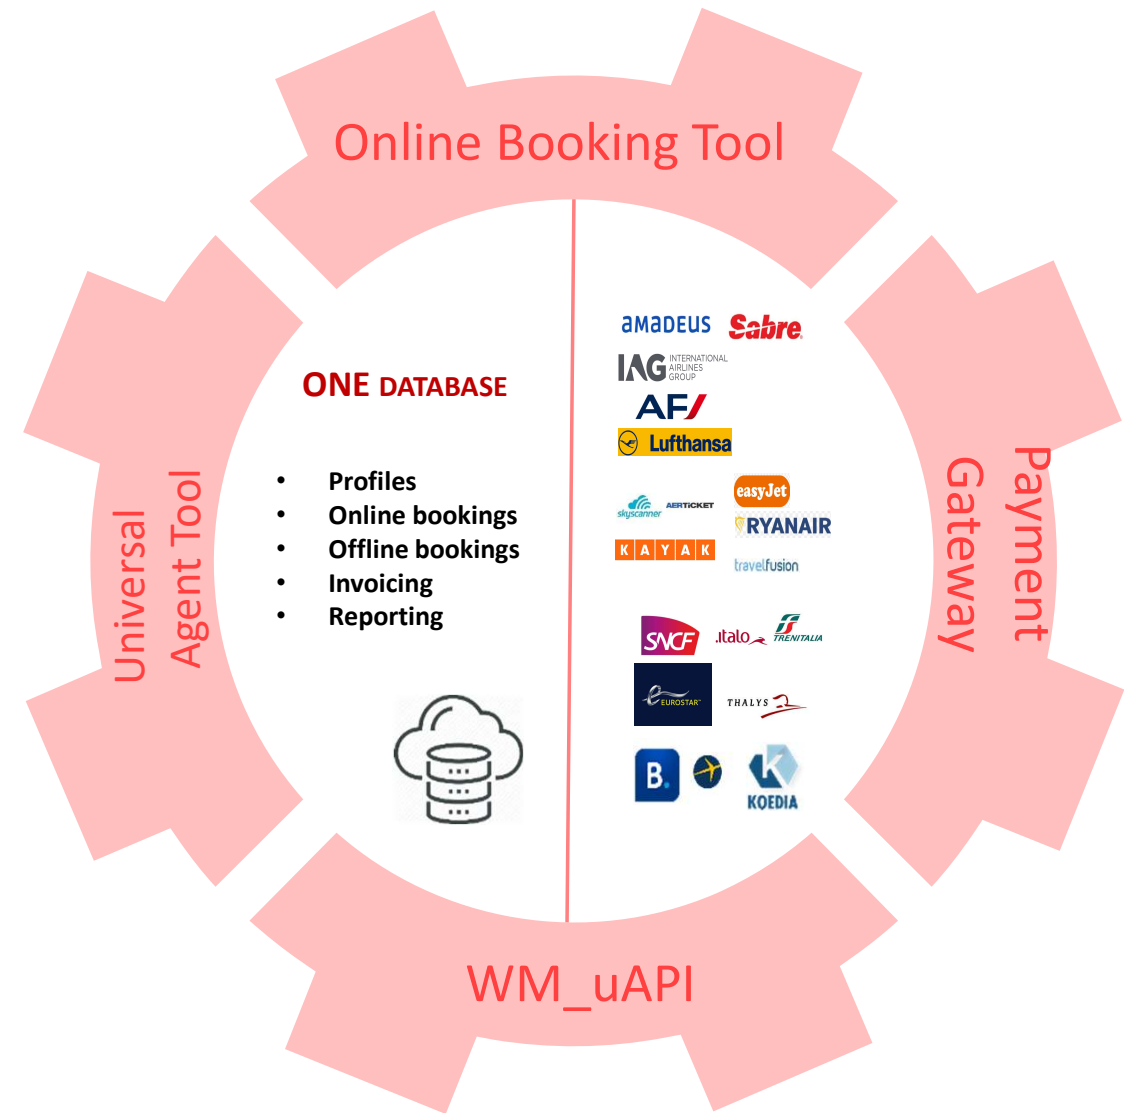 Online Booking Tool
Universal
Agent Tool
ONE DATABASE
• Profiles
• Online bookings
• Offline bookings
• Invoicing
• Reporting
amadeus Sabre
IAG INTERNATIONAL
AIRLINES
GROUP
AF
Lufthansa
skyscanner AERTiCKET
easyJet
RYANAIR
KAYAK
travelfusion
SNCF .italo TRENITALIA
EUROSTAR THALYS
B. KOEDIA
Payment
Gateway
WM_uAPI